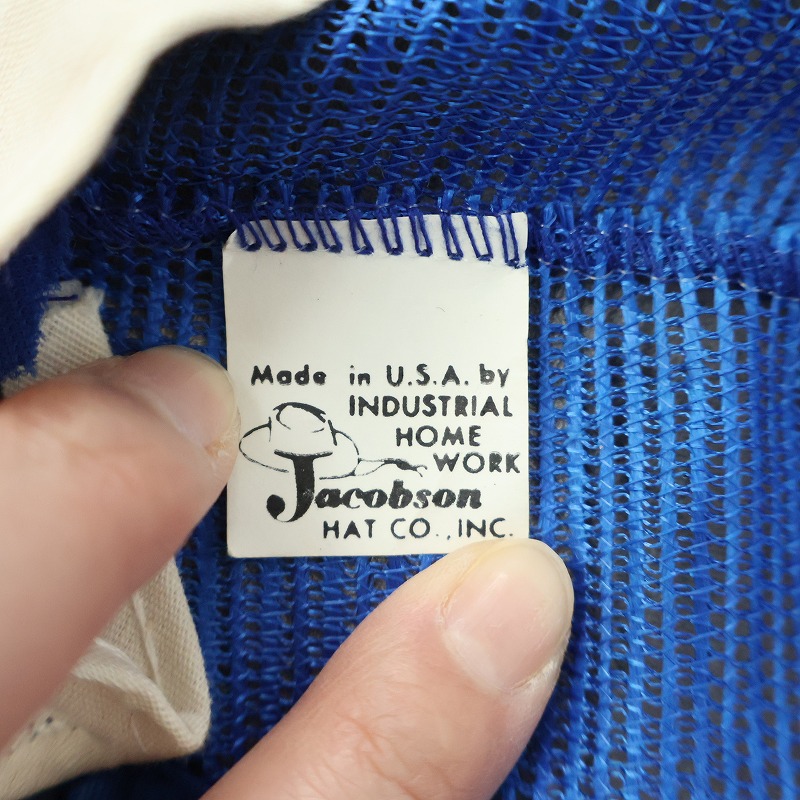 Made in U.S.A. by
INDUSTRIAL
HOME
WORK
Jacobson
HAT CO., INC.